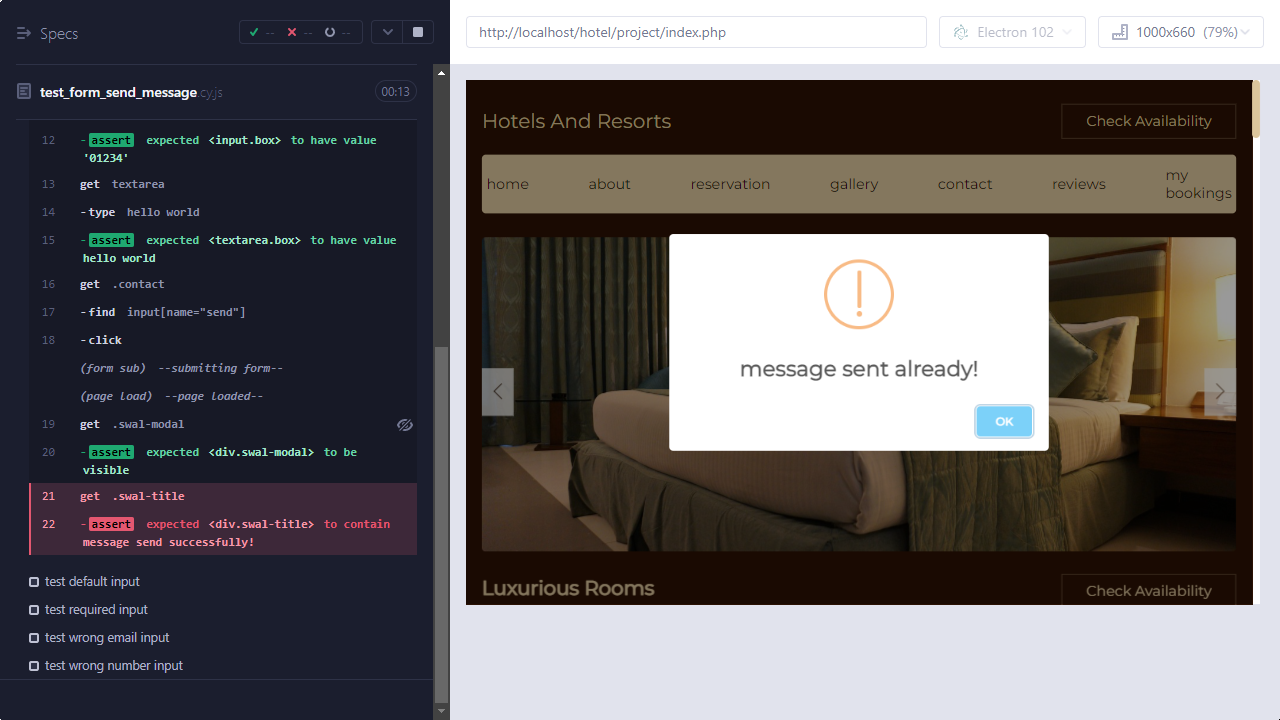 Specs
-- -- --
test_form_send_message.cy.js 00:13
12 -assert expected <input.box> to have value
'01234'
13 get textarea
14 -type hello world
15 -assert expected <textarea.box> to have value
hello world
16 get .contact
17 -find input[name="send"]
18 -click
(form sub) --submitting form--
(page load) --page loaded--
19 get .swal-modal
20 -assert expected <div.swal-modal> to be
visible
21 get .swal-title
22 -assert expected <div.swal-title> to contain
message send successfully!
test default input
test required input
test wrong email input
test wrong number input
http://localhost/hotel/project/index.php
Electron 102
1000x660 (79%)
Hotels And Resorts
Check Availability
home about reservation gallery contact reviews my
bookings
message sent already!
OK
Luxurious Rooms
Check Availability